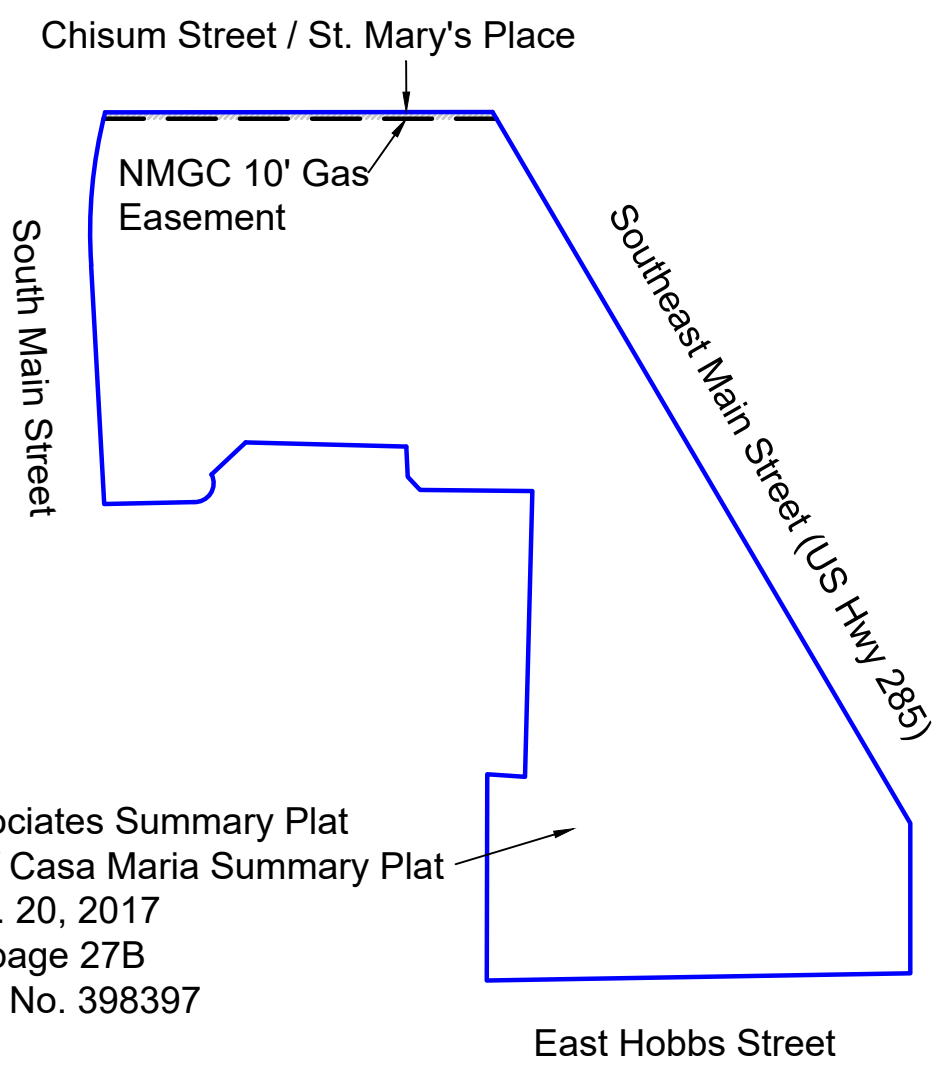 Chisum Street / St. Mary's Place
NMGC 10' Gas
Easement
South Main Street
Southeast Main Street (US Hwy 285)
Summary Plat
Casa Maria Summary Plat
20, 2017
page 27B
No. 398397
East Hobbs Street